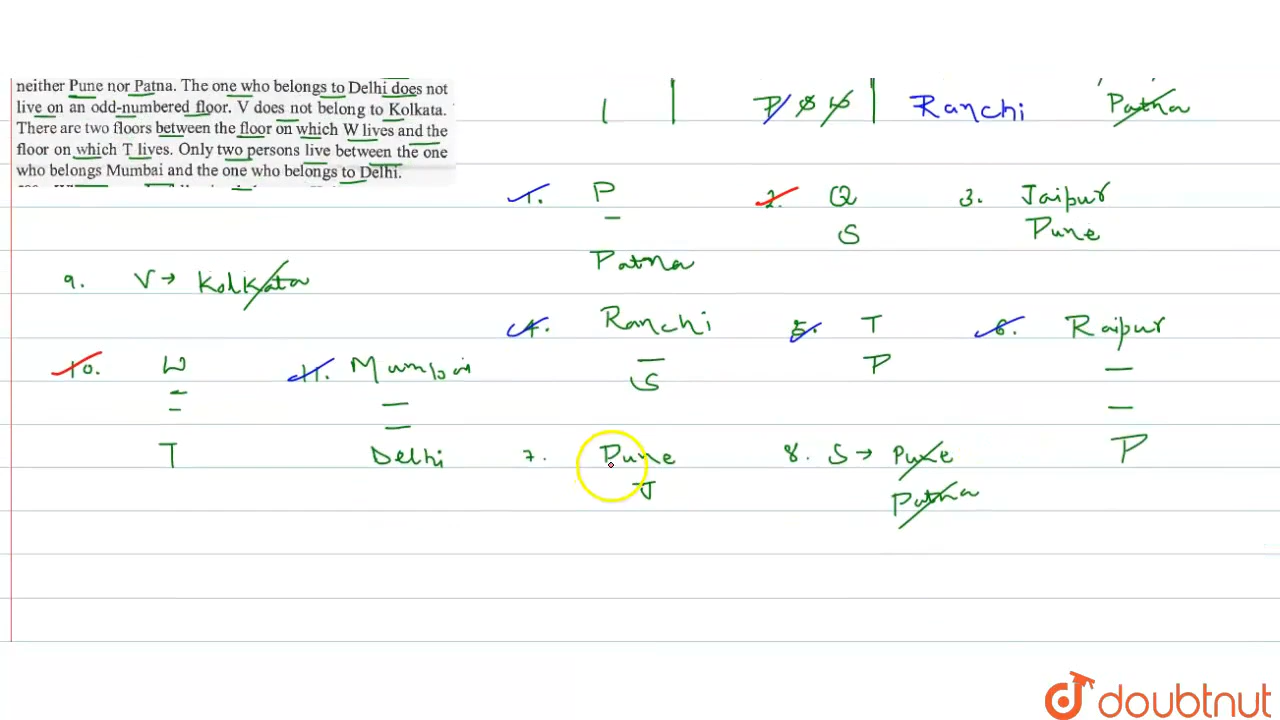 neither Pune nor Patna. The one who belongs to Delhi does not
live on an odd-numbered floor. V does not belong to Kolkata.
There are two floors between the floor on which W lives and the
floor on which T lives. Only two persons live between the one
who belongs Mumbai and the one who belongs to Delhi.
1 | P/S W | Ranchi Patna
1. P 2. Q 3. Jaipur
S Pune
Patna
9. V → Kolkata
4. Ranchi 5. T 6. Raipur
S P
10. W 11. Mumbai
T Delhi 7. Pune 8. S → Pune P
J Patna
doubtnut